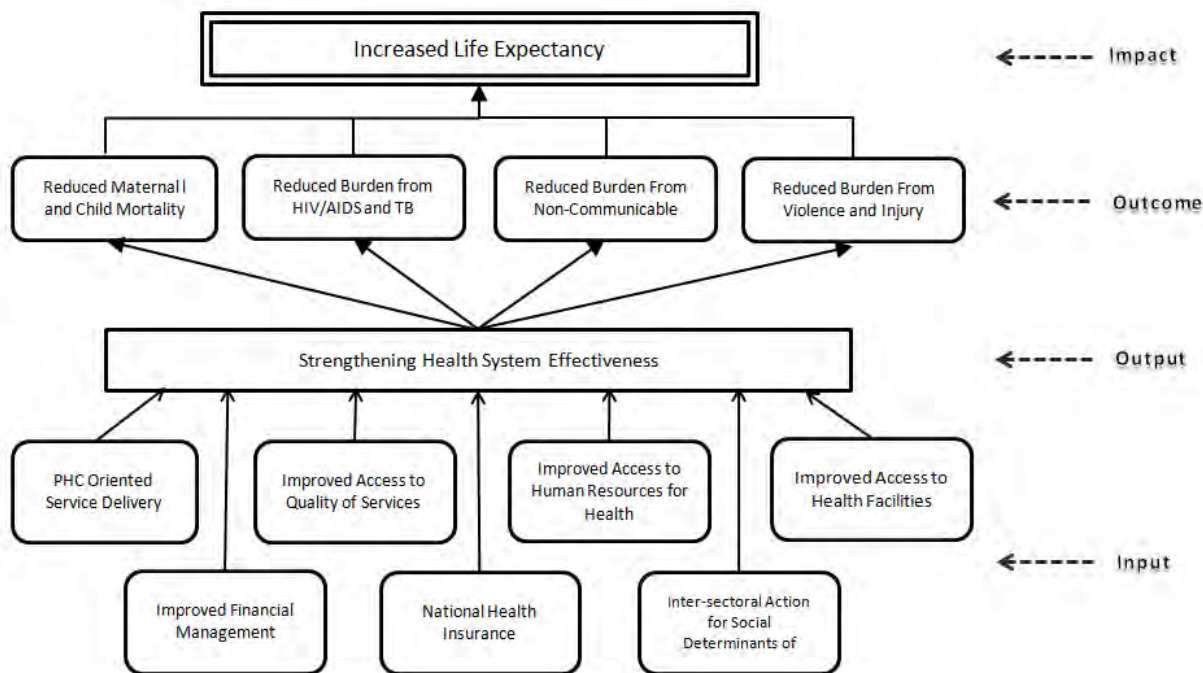 Increased Life Expectancy
Impact
Reduced Maternal l
and Child Mortality
Reduced Burden from
HIV/AIDS and TB
Reduced Burden From
Non-Communicable
Reduced Burden From
Violence and Injury
Outcome
Strengthening Health System Effectiveness
Output
PHC Oriented
Service Delivery
Improved Access to
Quality of Services
Improved Access to
Human Resources for
Health
Improved Access to
Health Facilities
Input
Improved Financial
Management
National Health
Insurance
Inter-sectoral Action
for Social
Determinants of